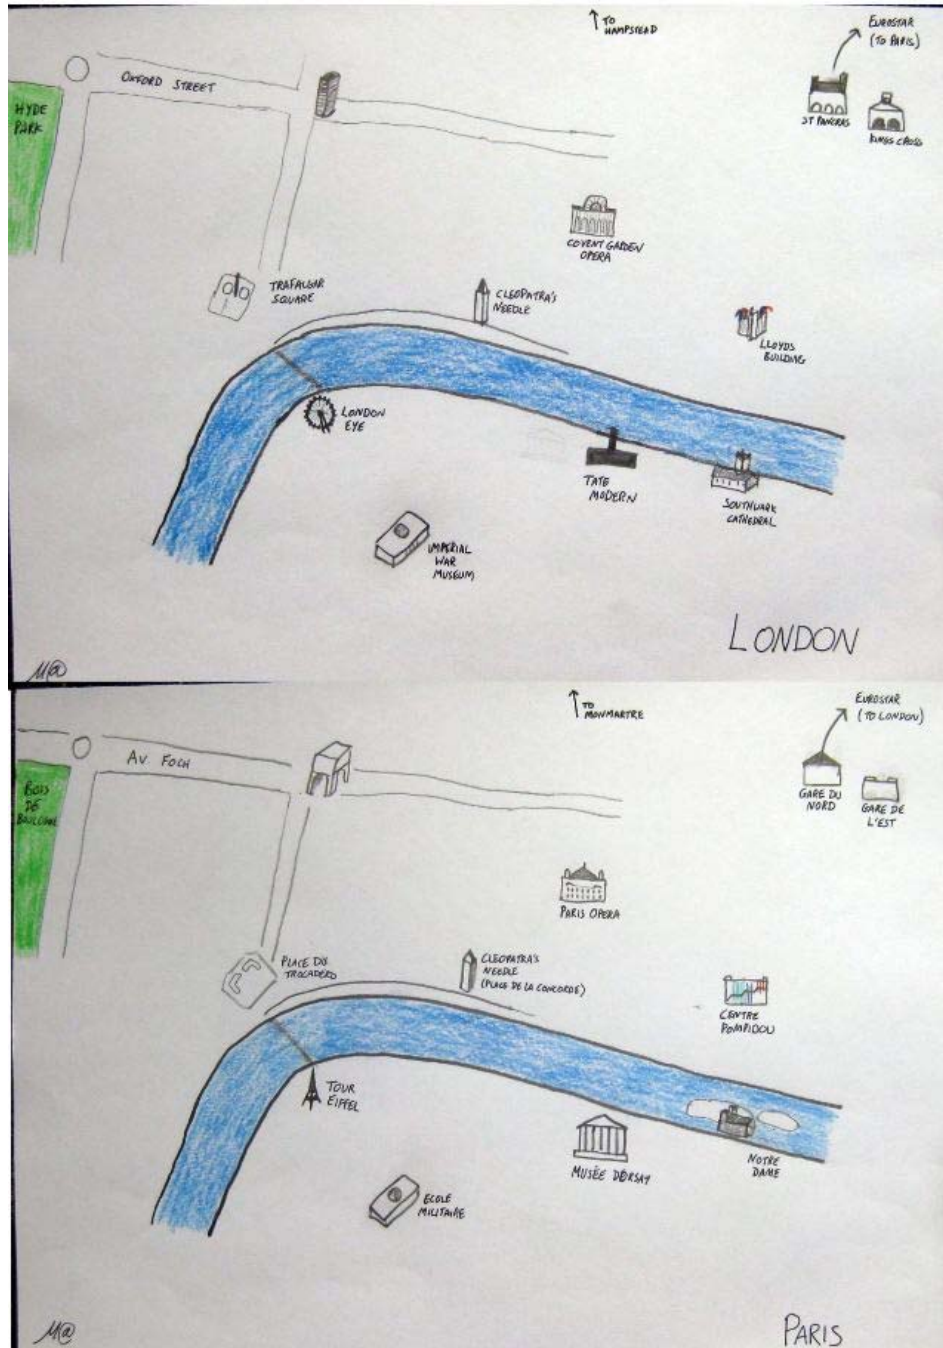 ↑ TO
HAMPSTEAD
EUROSTAR
(TO PARIS)
OXFORD STREET
HYDE
PARK
ST PANCRAS
KINGS CROSS
COVENT GARDEN
OPERA
TRAFALGAR
SQUARE
CLEOPATRA'S
NEEDLE
LLOYDS
BUILDING
LONDON
EYE
TATE
MODERN
SOUTHWARK
CATHEDRAL
IMPERIAL
WAR
MUSEUM
LONDON
M@
↑ TO
MONMARTRE
EUROSTAR
(TO LONDON)
AV. FOCH
BOIS
DE
BOULOGNE
GARE DU
NORD
GARE DE
L'EST
PARIS OPERA
PLACE DU
TROCADERO
CLEOPATRA'S
NEEDLE
(PLACE DE LA CONCORDE)
CENTRE
POMPIDOU
TOUR
EIFFEL
MUSÉE D'ORSAY
NOTRE
DAME
ECOLE
MILITAIRE
M@
PARIS